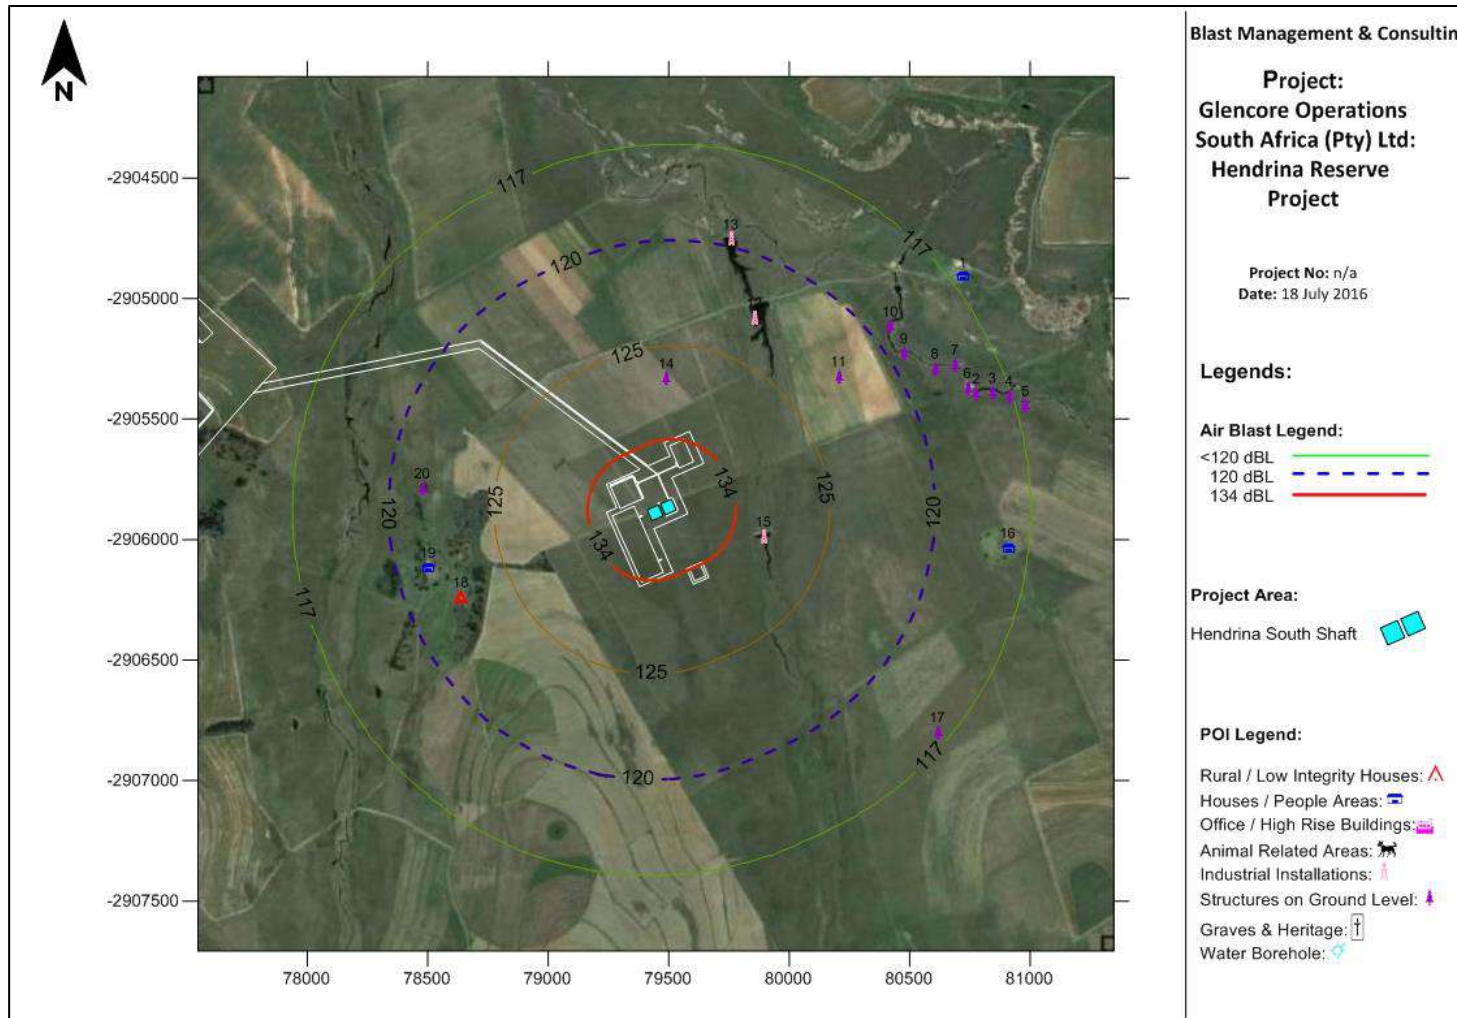 N
-2904500
-2905000
-2905500
-2906000
-2906500
-2907000
-2907500
78000
78500
79000
79500
80000
80500
81000
117
117
117
117
120
120
120
120
125
125
125
125
134
134
13
1
10
9
8
7
6
2
3
4
5
11
14
15
16
17
18
19
20
Blast Management & Consultin
Project:
Glencore Operations
South Africa (Pty) Ltd:
Hendrina Reserve
Project
Project No: n/a
Date: 18 July 2016
Legends:
Air Blast Legend:
<120 dBL
120 dBL
134 dBL
Project Area:
Hendrina South Shaft
POI Legend:
Rural / Low Integrity Houses:
Houses / People Areas:
Office / High Rise Buildings:
Animal Related Areas:
Industrial Installations:
Structures on Ground Level:
Graves & Heritage:
Water Borehole: